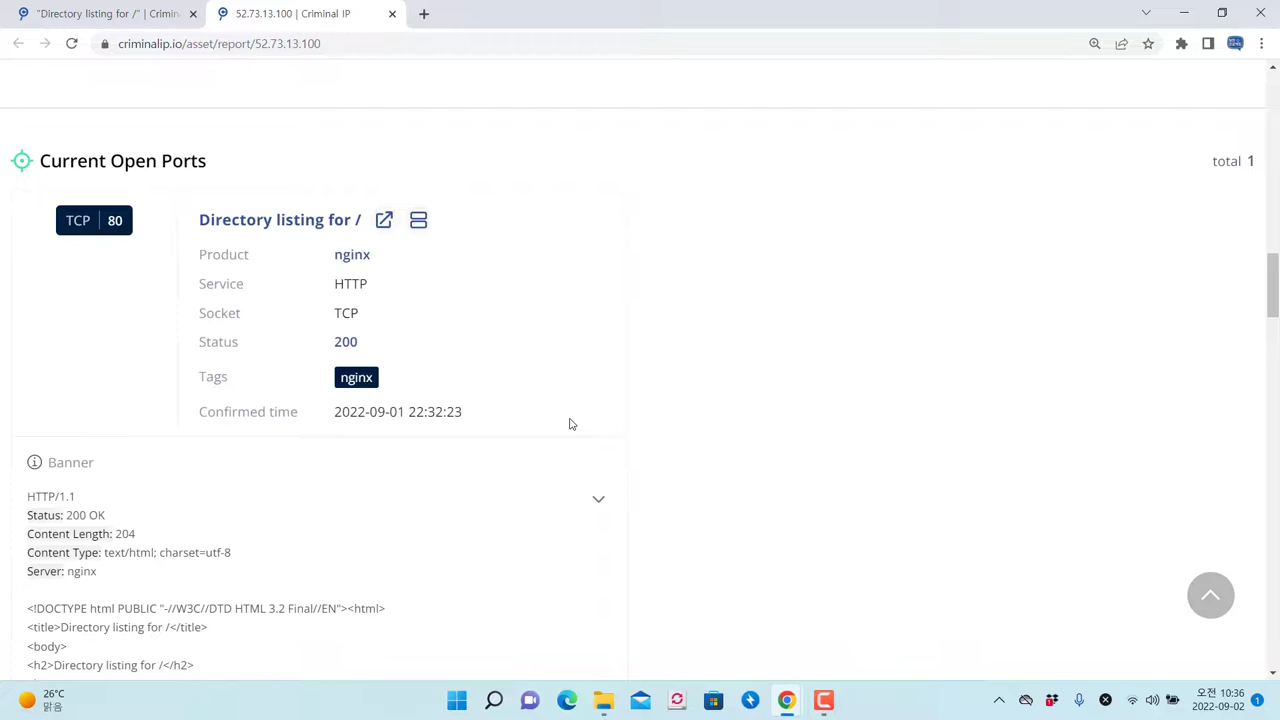 "Directory listing for /" | Criminal
52.73.13.100 | Criminal IP
criminalip.io/asset/report/52.73.13.100
Current Open Ports
total 1
TCP 80
Directory listing for /
Product nginx
Service HTTP
Socket TCP
Status 200
Tags nginx
Confirmed time 2022-09-01 22:32:23
Banner
HTTP/1.1
Status: 200 OK
Content Length: 204
Content Type: text/html; charset=utf-8
Server: nginx
<!DOCTYPE html PUBLIC "-//W3C//DTD HTML 3.2 Final//EN"><html>
<title>Directory listing for /</title>
<body>
<h2>Directory listing for /</h2>
26°C
맑음
오전 10:36
2022-09-02
1